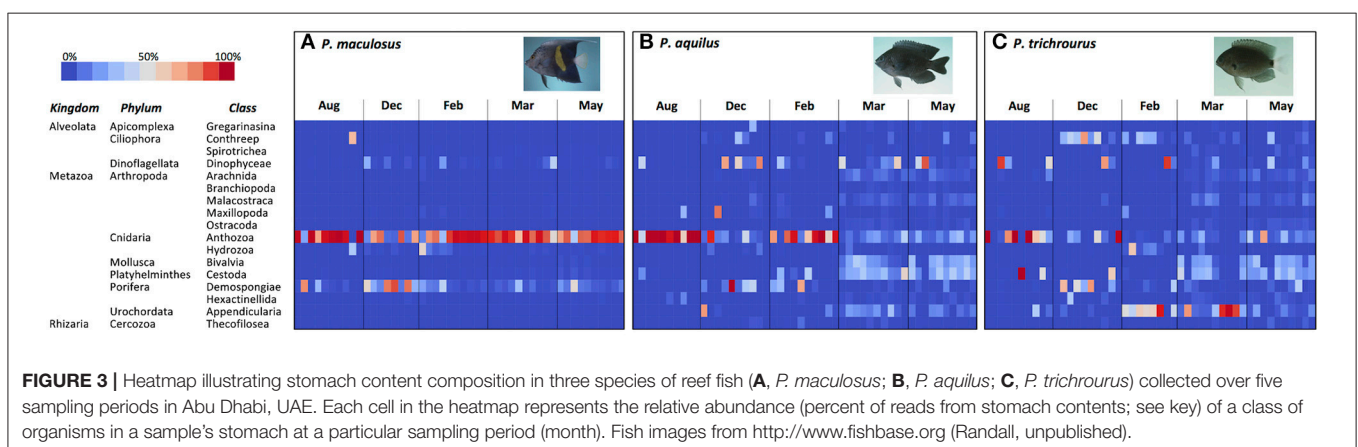 A P. maculosus B P. aquilus C P. trichrourus
0% 50% 100%
Kingdom Phylum Class Aug Dec Feb Mar May Aug Dec Feb Mar May Aug Dec Feb Mar May
Alveolata Apicomplexa Gregarinasina
Ciliophora Conthreep
Spirotrichea
Dinoflagellata Dinophyceae
Metazoa Arthropoda Arachnida
Branchiopoda
Malacostraca
Maxillopoda
Ostracoda
Cnidaria Anthozoa
Hydrozoa
Mollusca Bivalvia
Platyhelminthes Cestoda
Porifera Demospongiae
Hexactinellida
Urochordata Appendicularia
Rhizaria Cercozoa Thecofilosea
FIGURE 3 | Heatmap illustrating stomach content composition in three species of reef fish (A, P. maculosus; B, P. aquilus; C, P. trichrourus) collected over five
sampling periods in Abu Dhabi, UAE. Each cell in the heatmap represents the relative abundance (percent of reads from stomach contents; see key) of a class of
organisms in a sample's stomach at a particular sampling period (month). Fish images from http://www.fishbase.org (Randall, unpublished).